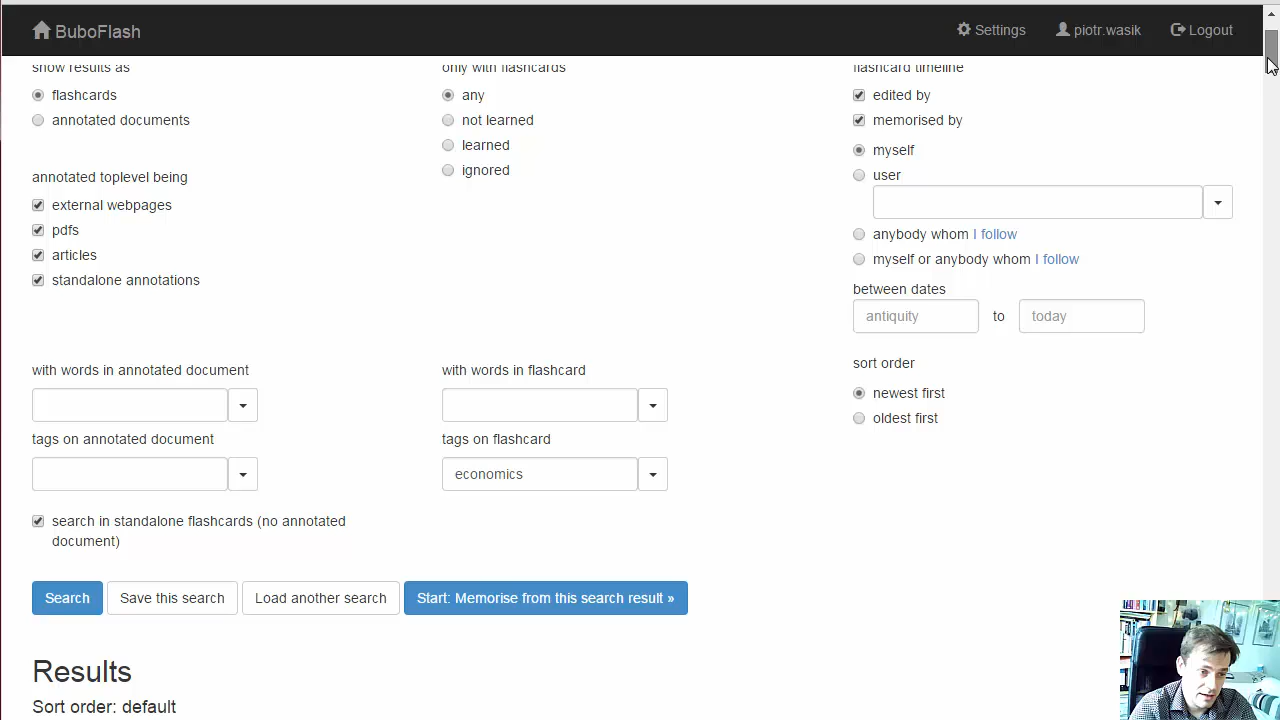 BuboFlash
Settings
piotr.wasik
Logout
show results as
flashcards
annotated documents
annotated toplevel being
external webpages
pdfs
articles
standalone annotations
only with flashcards
any
not learned
learned
ignored
flashcard timeline
edited by
memorised by
myself
user
anybody whom I follow
myself or anybody whom I follow
between dates
antiquity to today
sort order
newest first
oldest first
with words in annotated document
tags on annotated document
with words in flashcard
tags on flashcard
economics
search in standalone flashcards (no annotated
document)
Search
Save this search
Load another search
Start: Memorise from this search result »
Results
Sort order: default